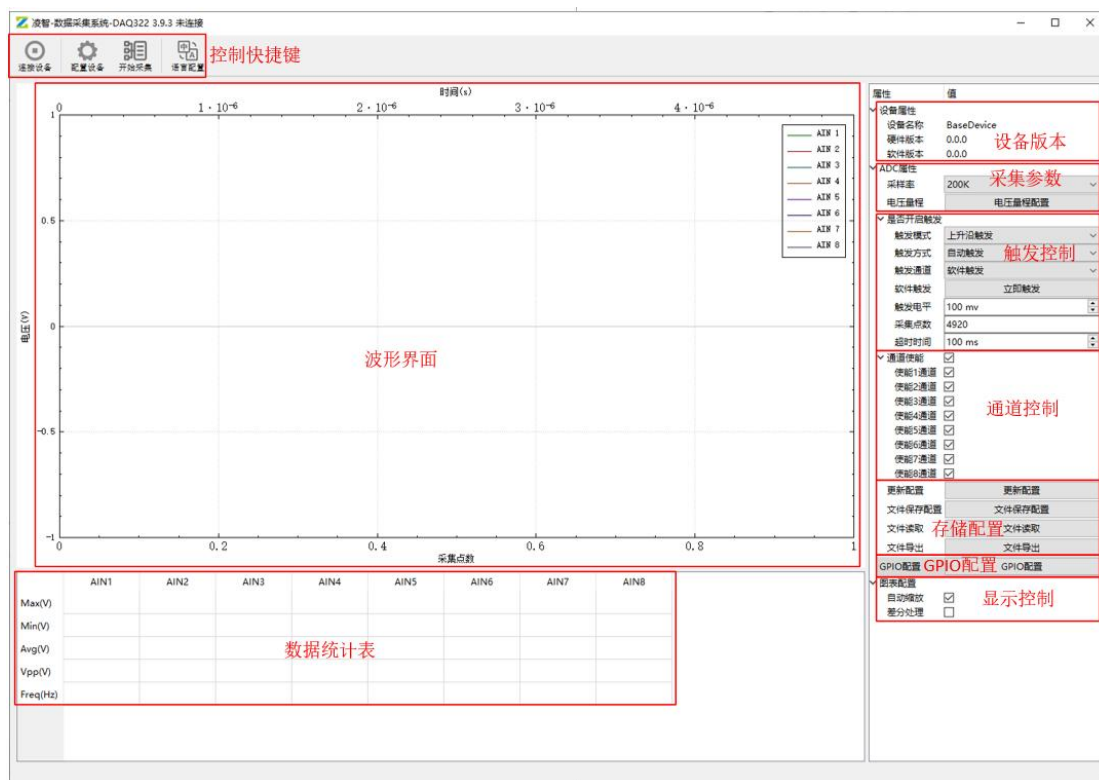 凌智-数据采集系统-DAQ322 3.9.3 未连接
连接设备 配置设备 开始采集 语言配置 控制快捷键
时间(s)
0 1·10⁻⁶ 2·10⁻⁶ 3·10⁻⁶ 4·10⁻⁶
1
0.5
0
-0.5
-1
电压(V)
AIN 1
AIN 2
AIN 3
AIN 4
AIN 5
AIN 6
AIN 7
AIN 8
波形界面
0 0.2 0.4 0.6 0.8 1
采集点数
AIN1 AIN2 AIN3 AIN4 AIN5 AIN6 AIN7 AIN8
Max(V)
Min(V)
Avg(V)
Vpp(V)
Freq(Hz)
数据统计表
属性 值
设备属性
设备名称 BaseDevice
硬件版本 0.0.0
软件版本 0.0.0
设备版本
ADC属性
采样率 200K
采集参数
电压量程 电压量程配置
是否开启触发
触发模式 上升沿触发
触发方式 自动触发
触发控制
触发通道 软件触发
软件触发 立即触发
触发电平 100 mv
采集点数 4920
超时时间 100 ms
通道使能
使能1通道
使能2通道
使能3通道
使能4通道
使能5通道
使能6通道
使能7通道
使能8通道
通道控制
更新配置 更新配置
文件保存配置 文件保存配置
文件读取 存储配置 文件读取
文件导出 文件导出
GPIO配置 GPIO配置 GPIO配置
图表配置
自动缩放
差分处理
显示控制